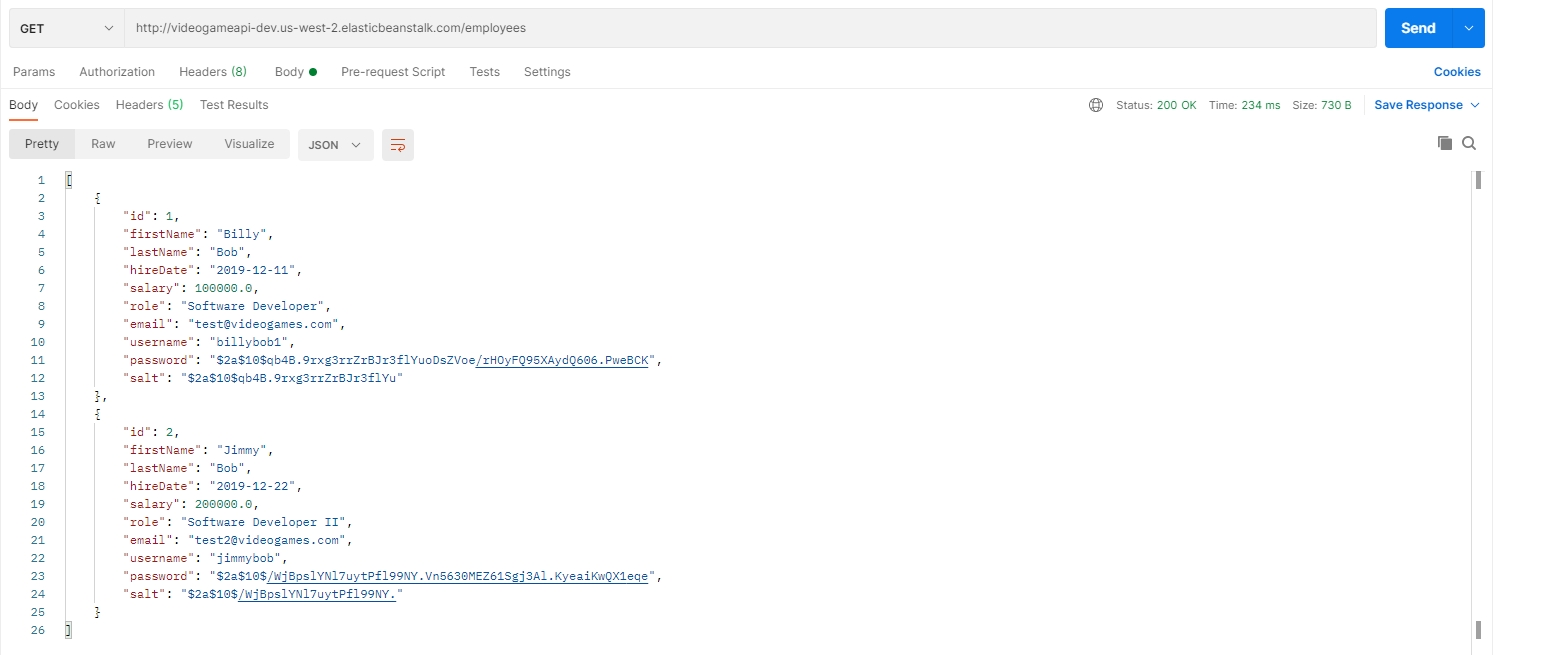 GET http://videogameapi-dev.us-west-2.elasticbeanstalk.com/employees Send
Params Authorization Headers (8) Body Pre-request Script Tests Settings Cookies
Body Cookies Headers (5) Test Results Status: 200 OK Time: 234 ms Size: 730 B Save Response
Pretty Raw Preview Visualize JSON
1 [
2 {
3 "id": 1,
4 "firstName": "Billy",
5 "lastName": "Bob",
6 "hireDate": "2019-12-11",
7 "salary": 100000.0,
8 "role": "Software Developer",
9 "email": "test@videogames.com",
10 "username": "billybob1",
11 "password": "$2a$10$qb4B.9rxg3rrZrBJr3flYuoDsZVoe/rHOyFQ95XAydQ606.PweBCK",
12 "salt": "$2a$10$qb4B.9rxg3rrZrBJr3flYu"
13 },
14 {
15 "id": 2,
16 "firstName": "Jimmy",
17 "lastName": "Bob",
18 "hireDate": "2019-12-22",
19 "salary": 200000.0,
20 "role": "Software Developer II",
21 "email": "test2@videogames.com",
22 "username": "jimmybob",
23 "password": "$2a$10$/WjBpslYNl7uytPfl99NY.Vn5630MEZ61Sgj3Al.KyeaiKwQX1eqe",
24 "salt": "$2a$10$/WjBpslYNl7uytPfl99NY."
25 }
26 ]